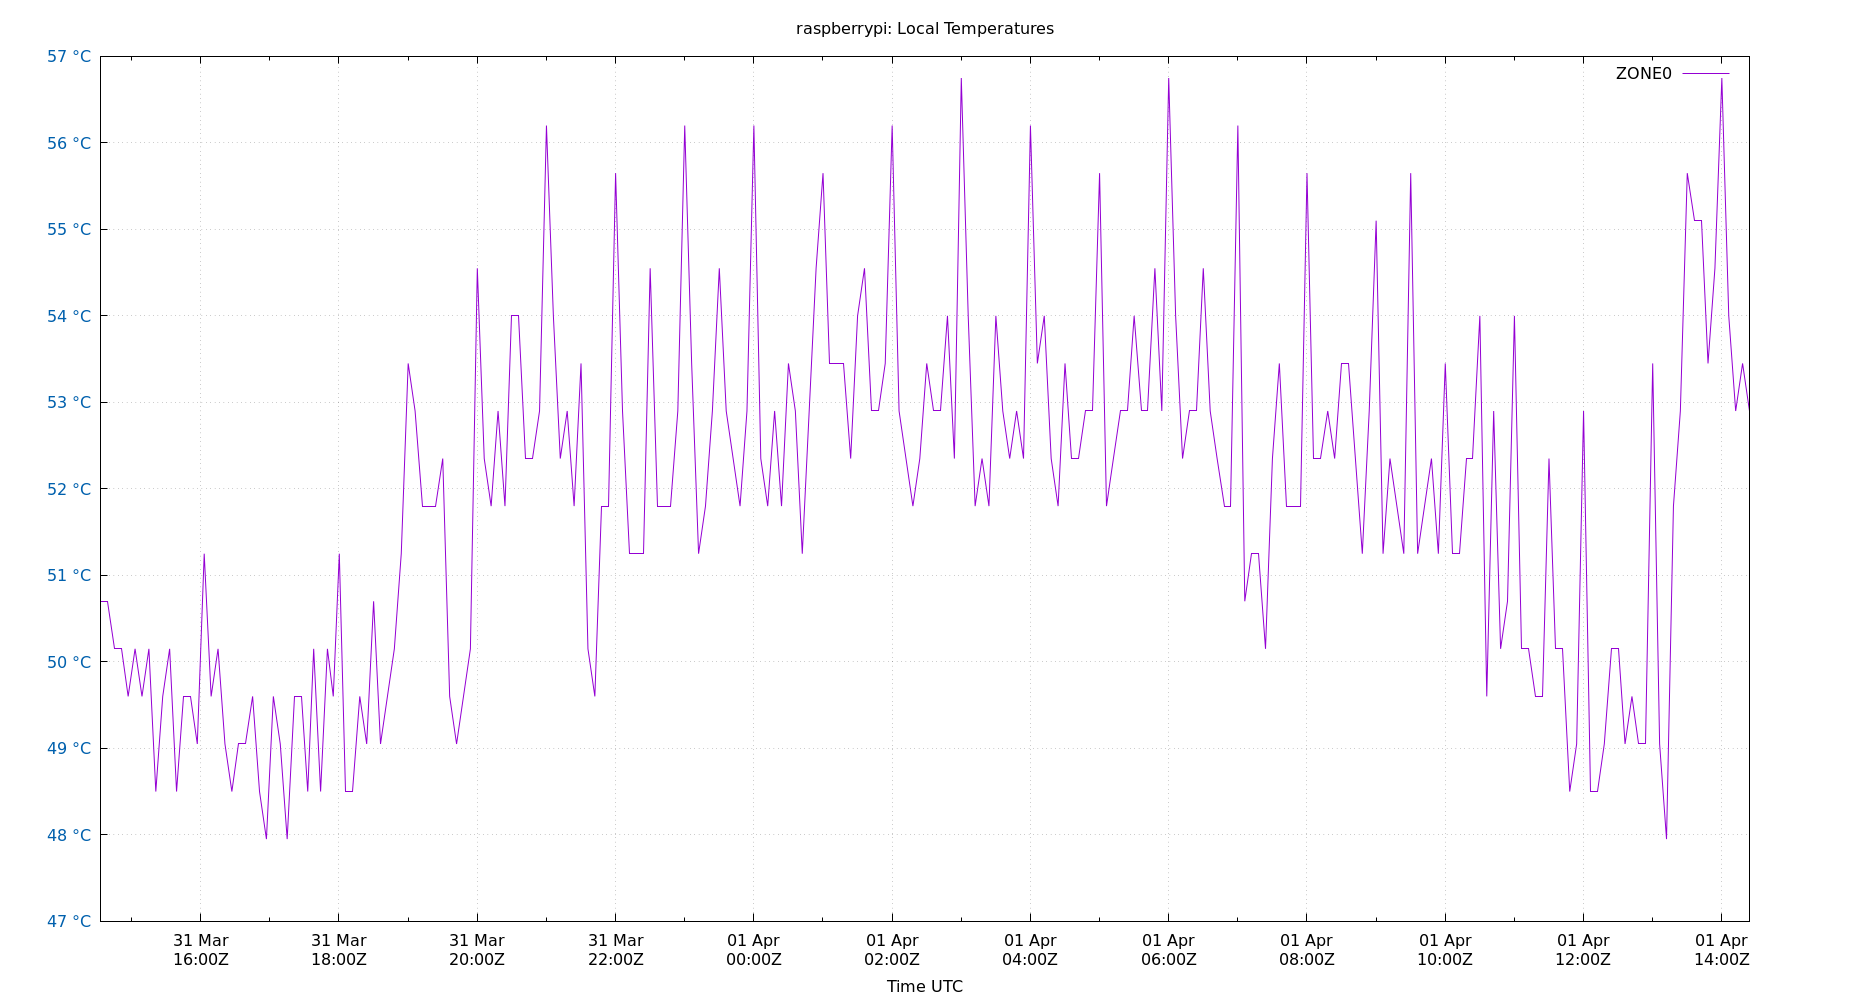 raspberrypi: Local Temperatures
57 °C
ZONE0
56 °C
55 °C
54 °C
53 °C
52 °C
51 °C
50 °C
49 °C
48 °C
47 °C
31 Mar 31 Mar 31 Mar 31 Mar 01 Apr 01 Apr 01 Apr 01 Apr 01 Apr 01 Apr 01 Apr 01 Apr
16:00Z 18:00Z 20:00Z 22:00Z 00:00Z 02:00Z 04:00Z 06:00Z 08:00Z 10:00Z 12:00Z 14:00Z
Time UTC